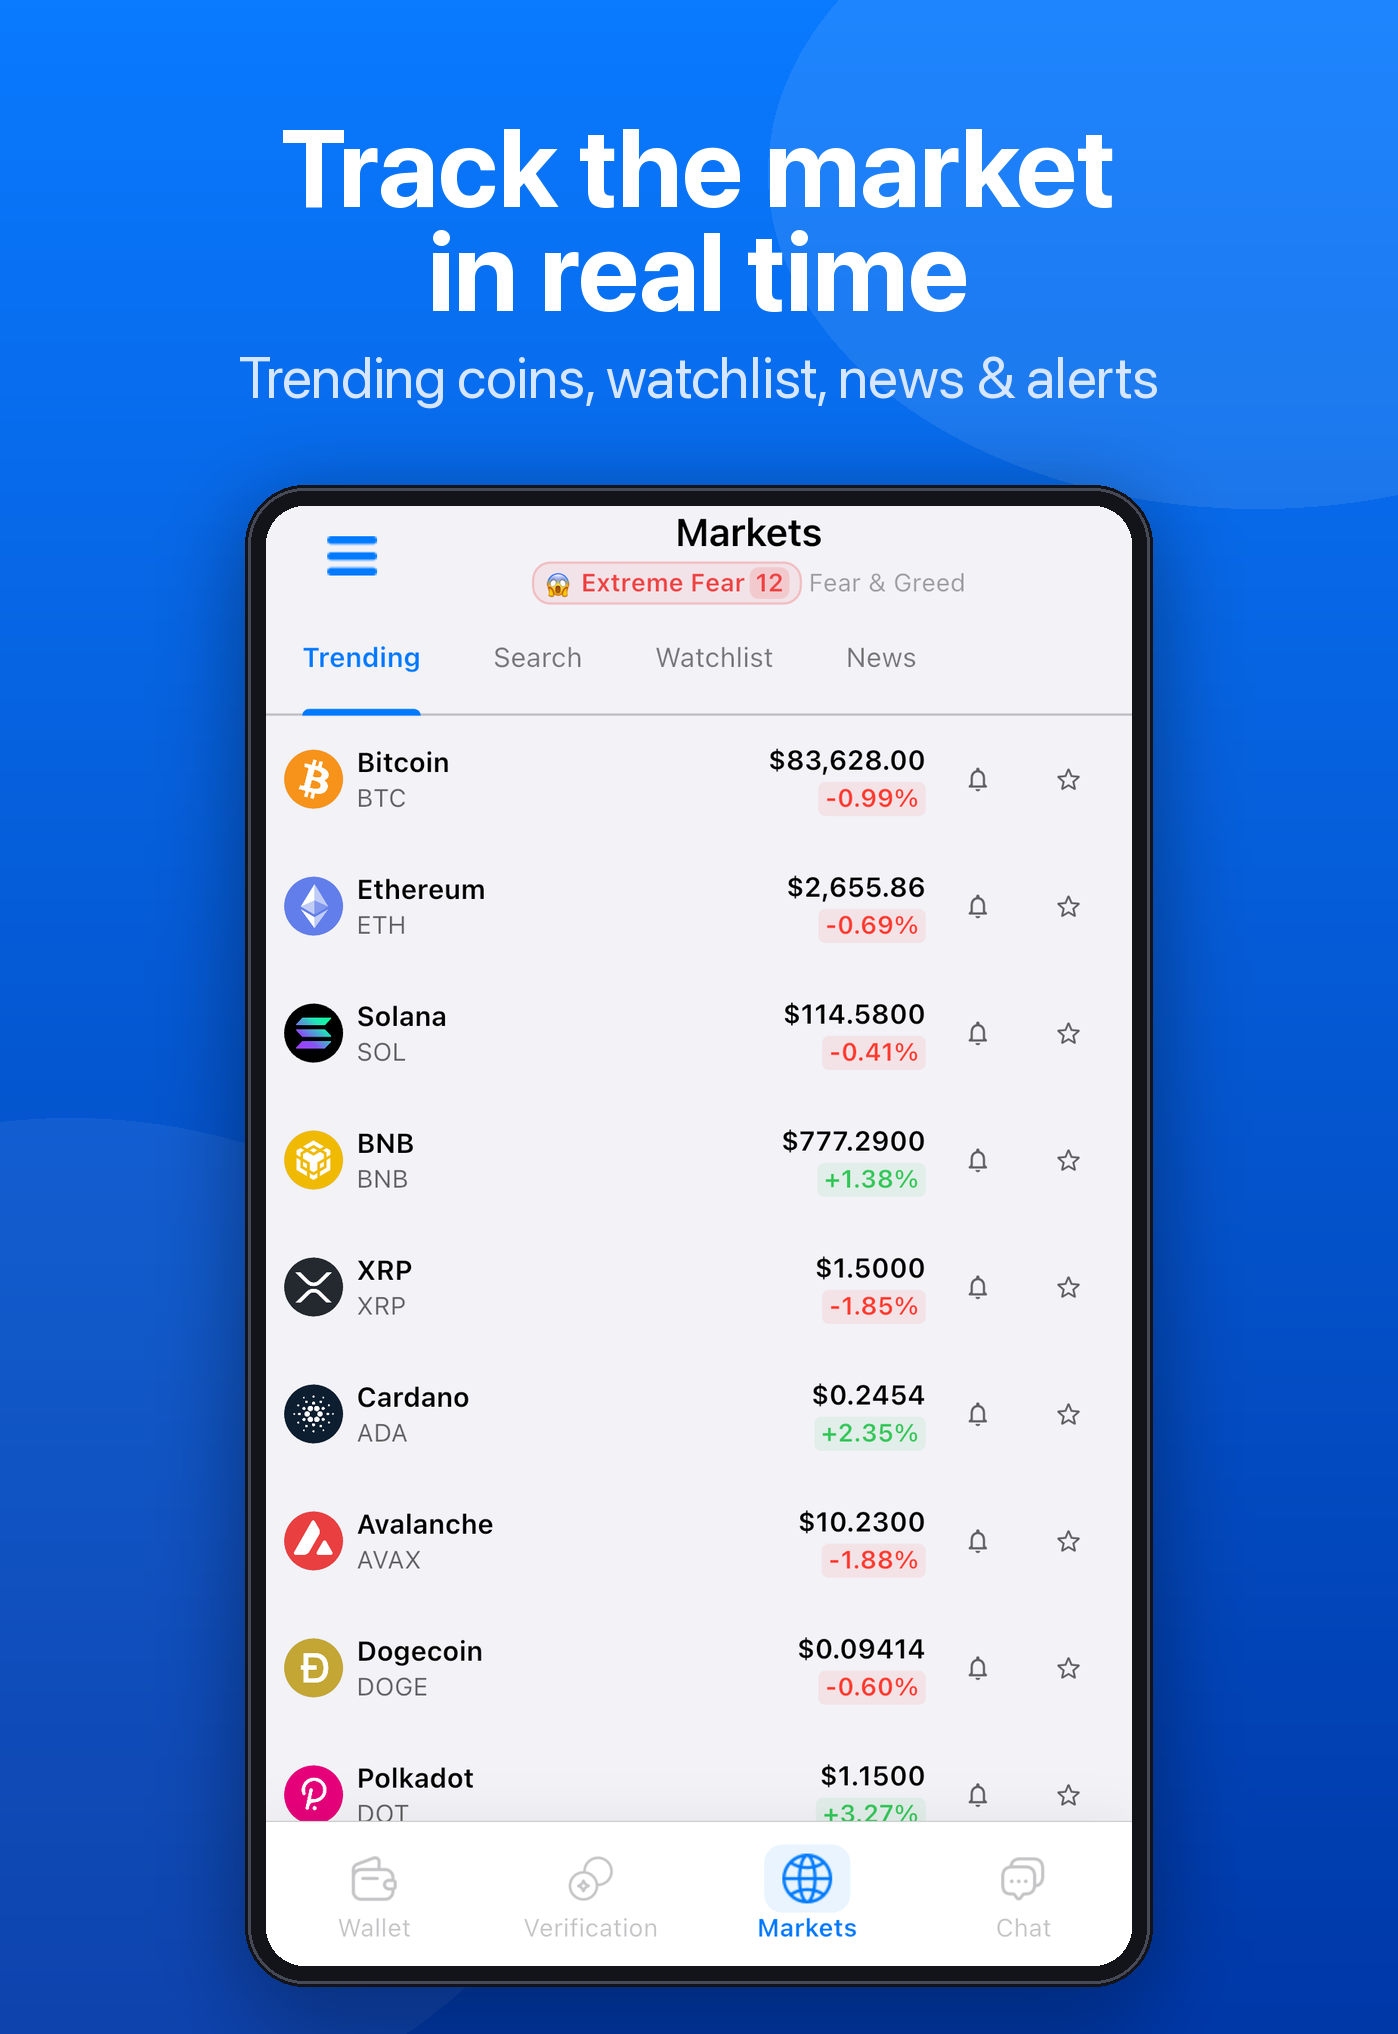 Track the market
in real time
Trending coins, watchlist, news & alerts
Markets
😱 Extreme Fear 12 Fear & Greed
Trending Search Watchlist News
Bitcoin $83,628.00
BTC -0.99%
Ethereum $2,655.86
ETH -0.69%
Solana $114.5800
SOL -0.41%
BNB $777.2900
BNB +1.38%
XRP $1.5000
XRP -1.85%
Cardano $0.2454
ADA +2.35%
Avalanche $10.2300
AVAX -1.88%
Dogecoin $0.09414
DOGE -0.60%
Polkadot $1.1500
DOT +3.27%
Wallet Verification Markets Chat